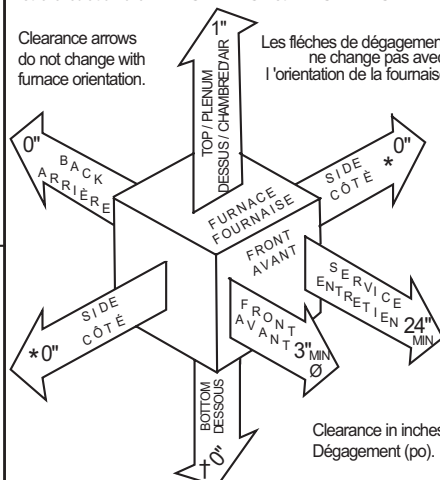 Clearance arrows
do not change with
furnace orientation.
Les fléches de dégagement
ne change pas avec
l 'orientation de la fournaise
1"
TOP / PLENUM
DESSUS / CHAMBRED'AIR
0"
BACK
ARRIÈRE
SIDE
CÔTÉ
*
0"
FURNACE
FOURNAISE
FRONT
AVANT
SERVICE
ENTRETIEN
24"
MIN
SIDE
CÔTÉ
*0"
FRONT
AVANT
3"MIN
Ø
BOTTOM
DESSOUS
†0"
Clearance in inches
Dégagement (po).